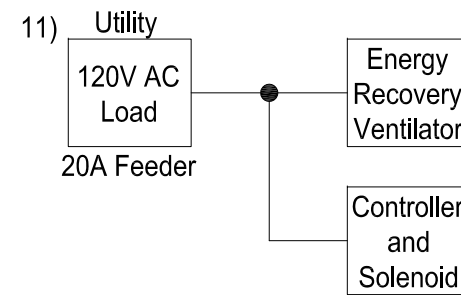 11)
Utility
120V AC
Load
20A Feeder
Energy
Recovery
Ventilator
Controller
and
Solenoid